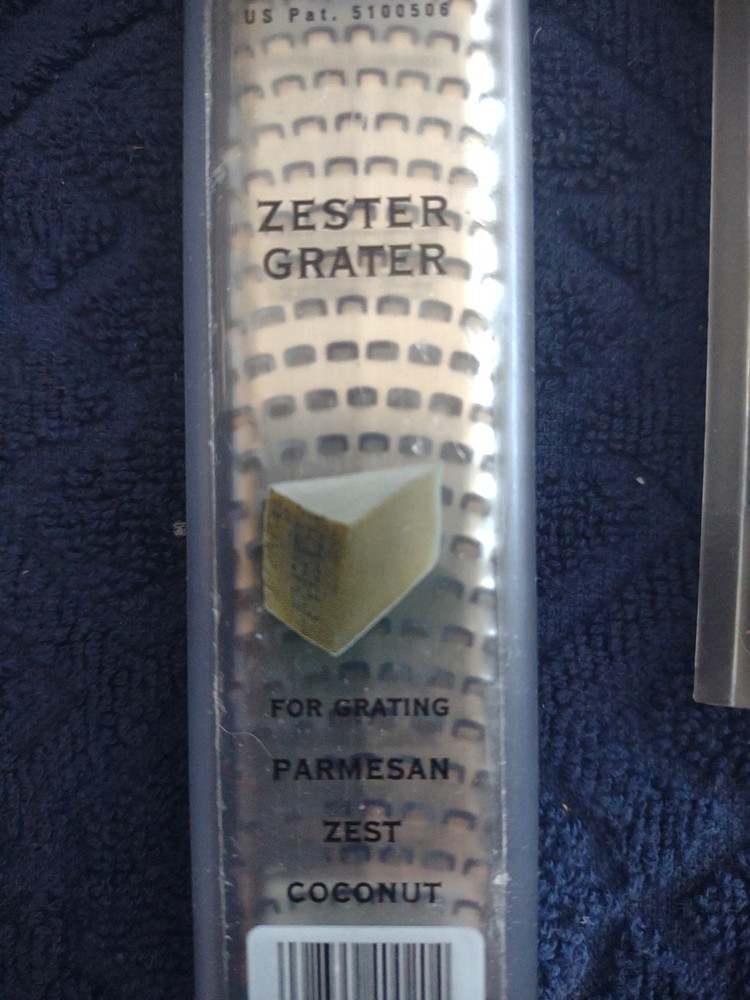 US Pat. 5100506
ZESTER
GRATER
FOR GRATING
PARMESAN
ZEST
COCONUT